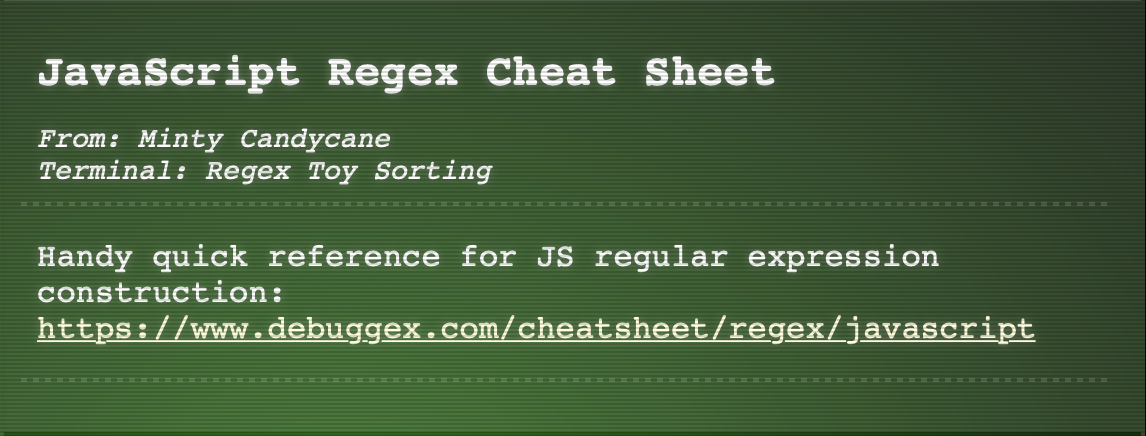 JavaScript Regex Cheat Sheet
From: Minty Candycane
Terminal: Regex Toy Sorting
Handy quick reference for JS regular expression
construction:
https://www.debuggex.com/cheatsheet/regex/javascript